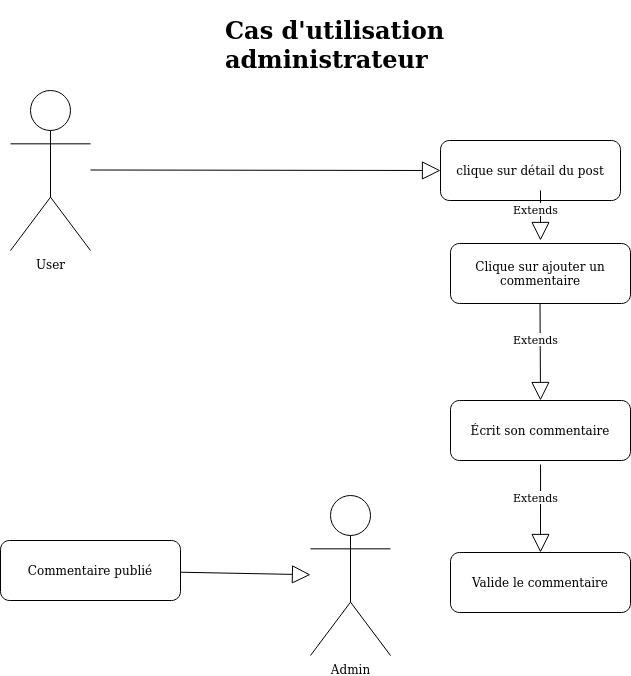 Cas d'utilisation
administrateur
clique sur détail du post
Extends
User
Clique sur ajouter un
commentaire
Extends
Écrit son commentaire
Extends
Commentaire publié
Valide le commentaire
Admin